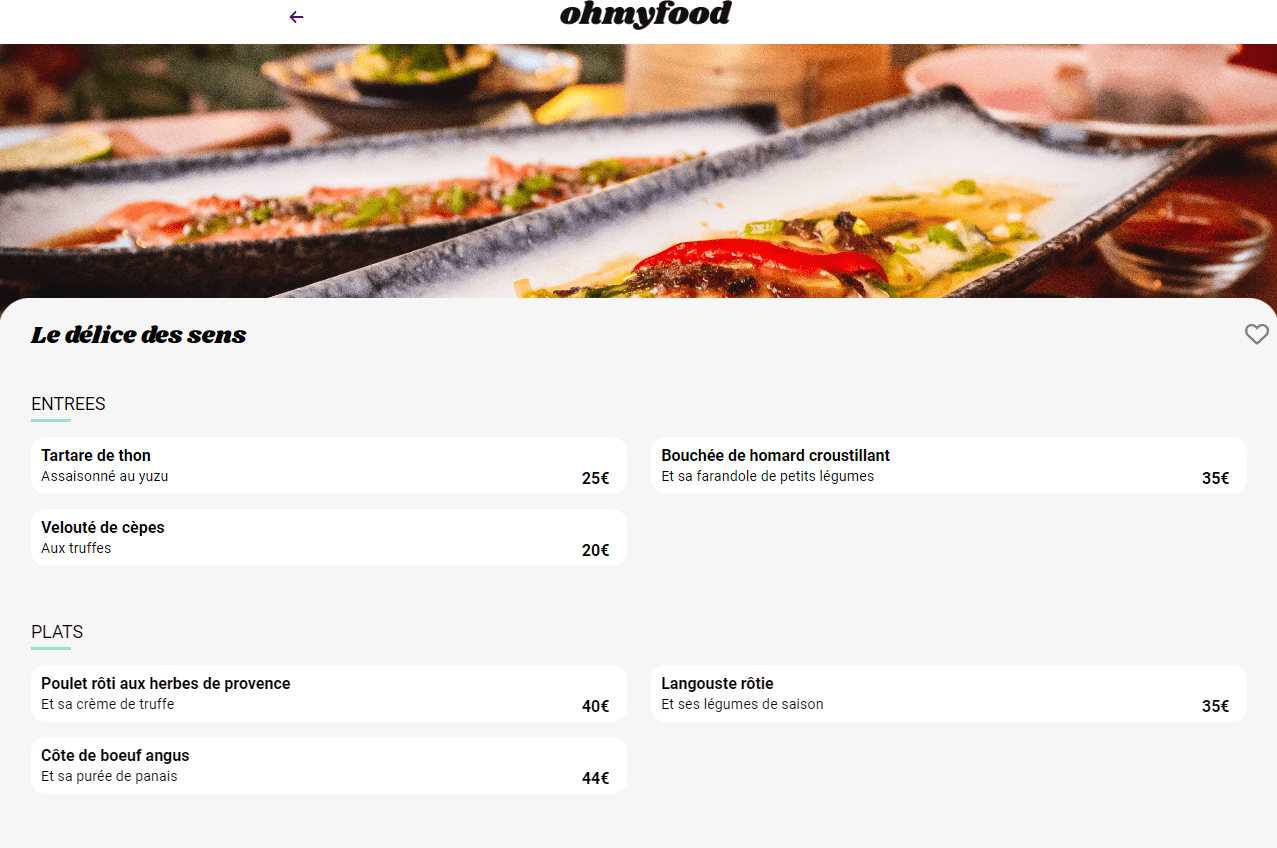 ohmyfood
Le délice des sens
ENTREES
Tartare de thon
Assaisonné au yuzu
25€
Bouchée de homard croustillant
Et sa farandole de petits légumes
35€
Velouté de cèpes
Aux truffes
20€
PLATS
Poulet rôti aux herbes de provence
Et sa crème de truffe
40€
Langouste rôtie
Et ses légumes de saison
35€
Côte de boeuf angus
Et sa purée de panais
44€